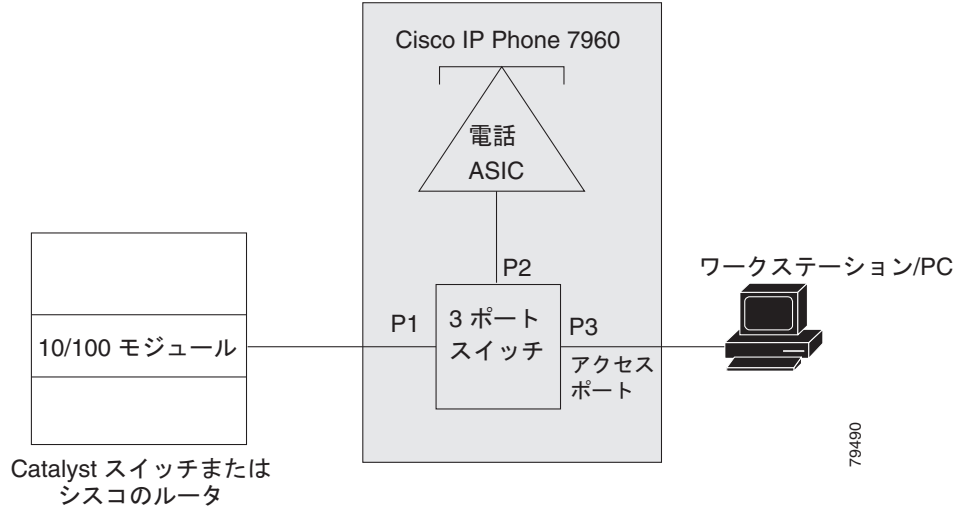 Cisco IP Phone 7960
電話
ASIC
P2
ワークステーション/PC
10/100 モジュール
P1
3 ポート
スイッチ
P3
アクセス
ポート
Catalyst スイッチまたは
シスコのルータ
79490